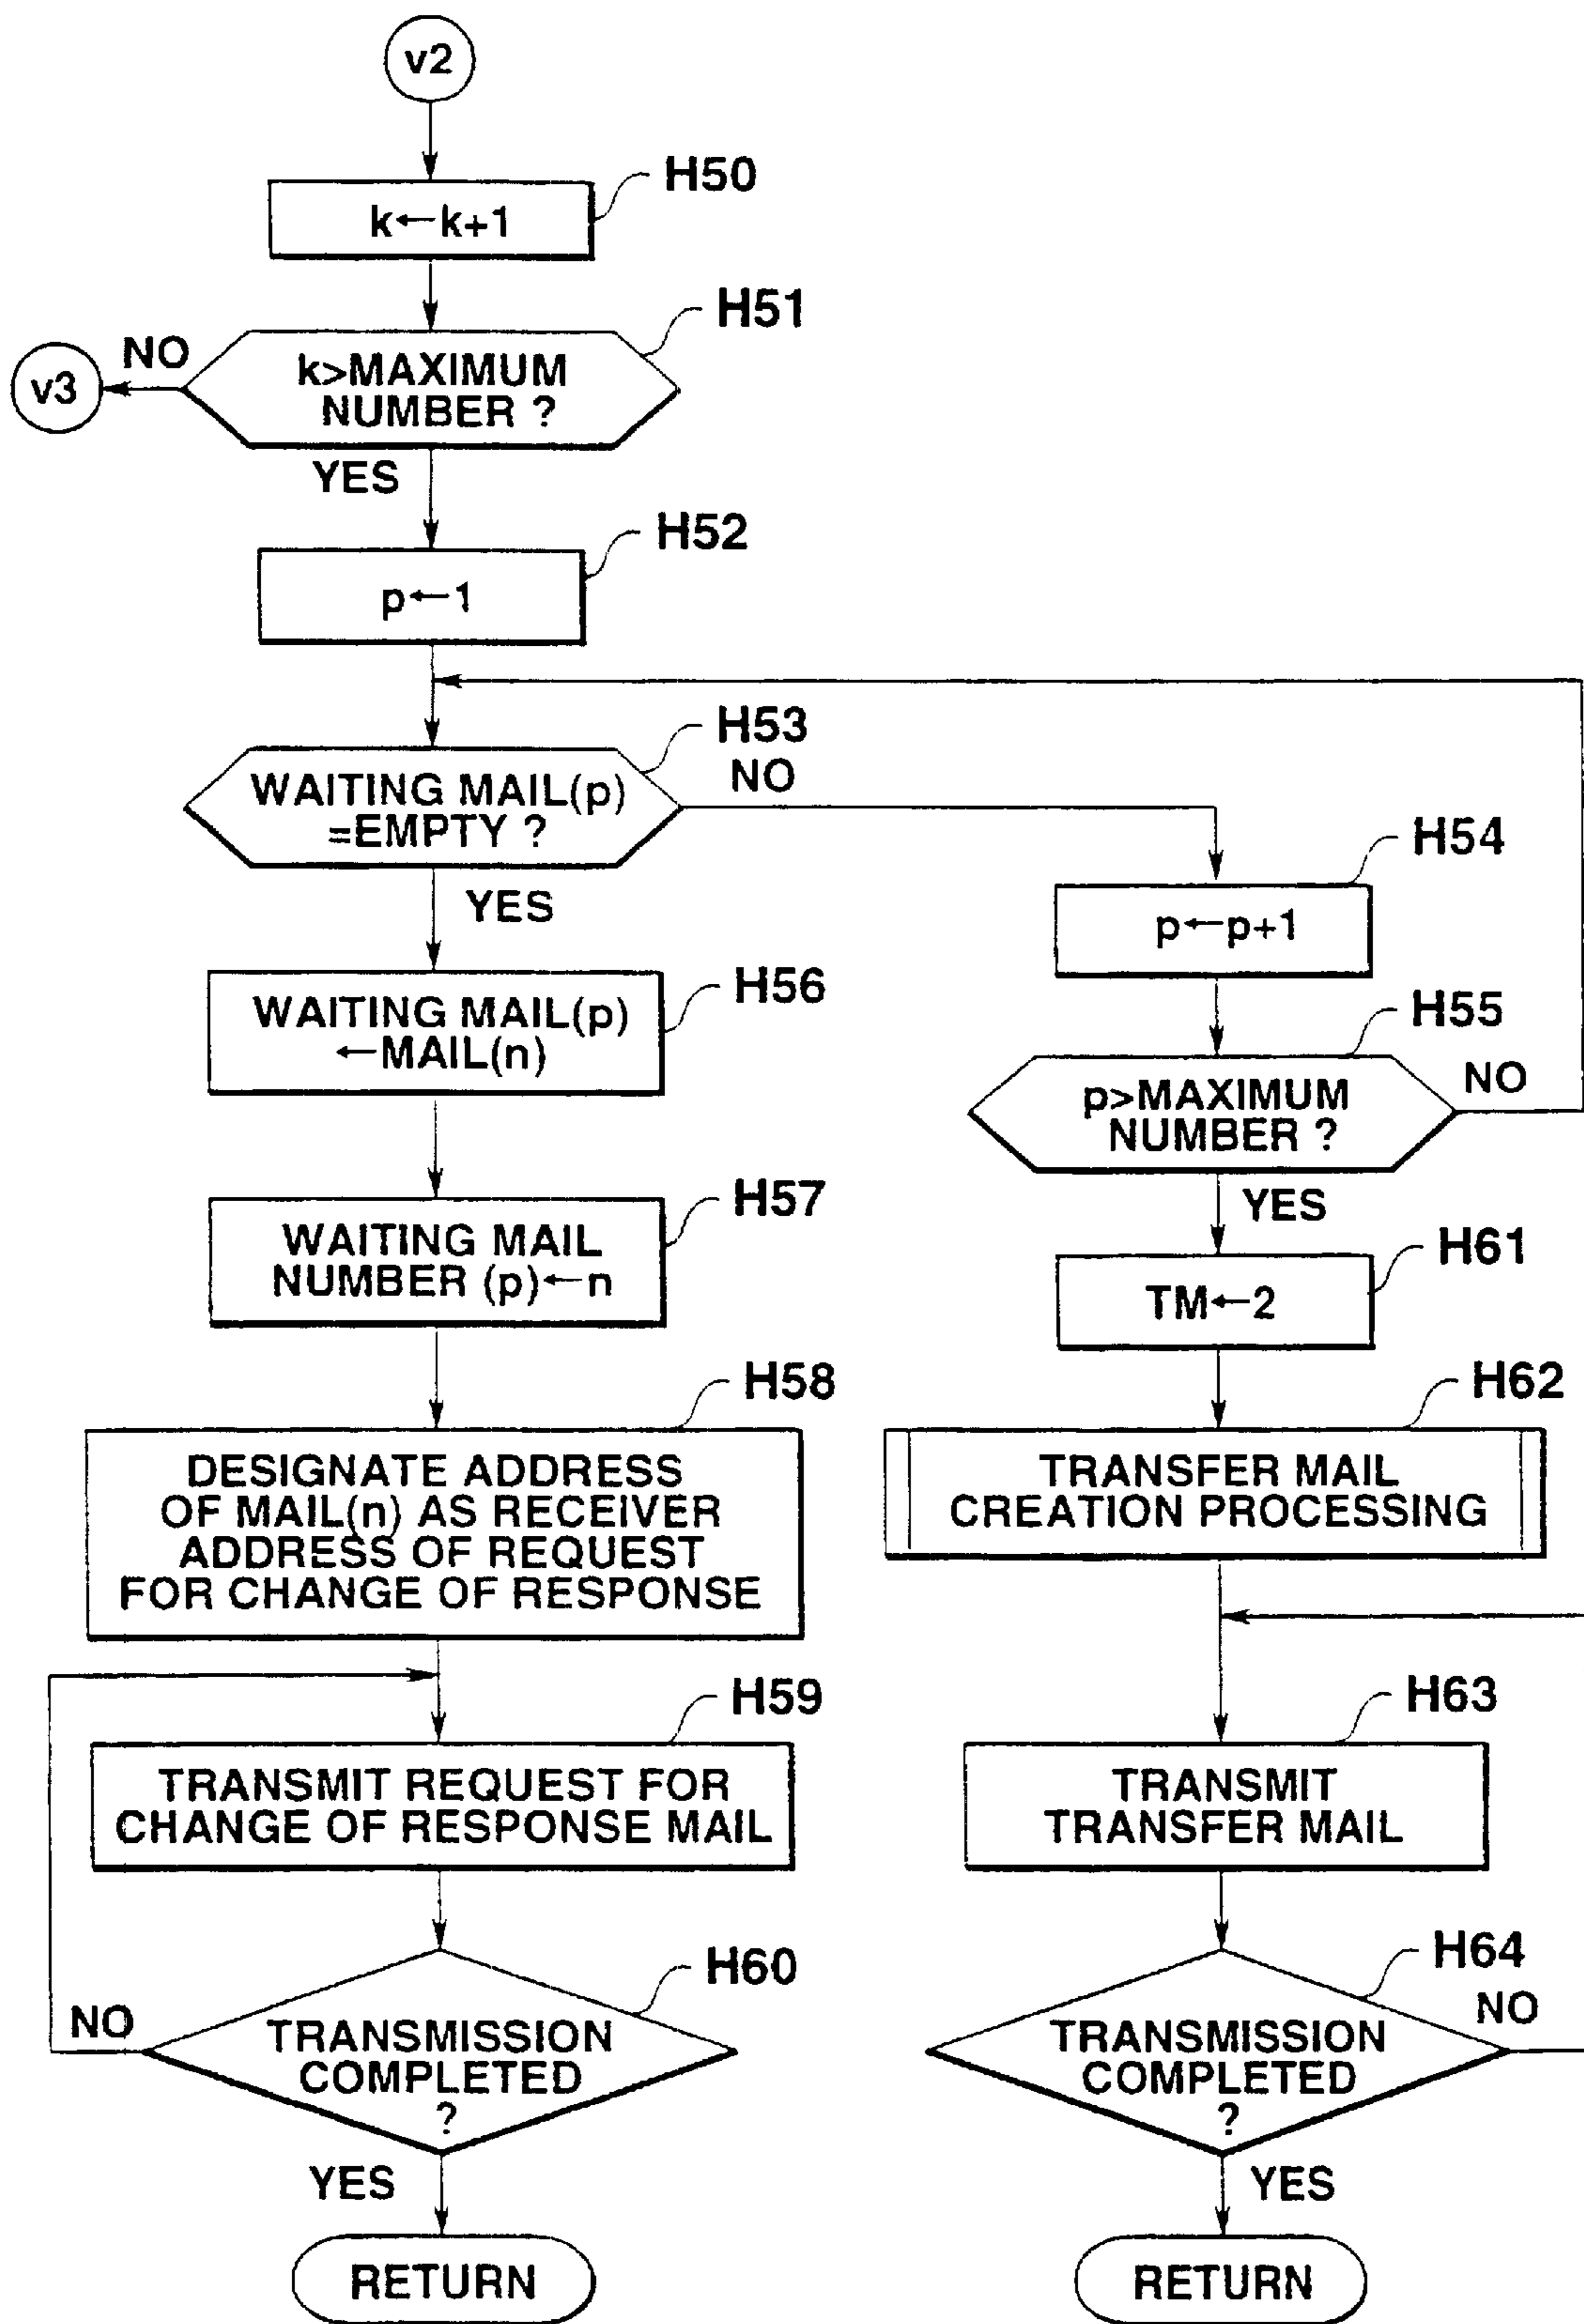 v2
H50
k←k+1
H51
NO
v3
k>MAXIMUM
NUMBER ?
YES
H52
p←1
H53
WAITING MAIL(p)
=EMPTY ?
NO
YES
H54
p←p+1
H55
p>MAXIMUM
NUMBER ?
NO
YES
H56
WAITING MAIL(p)
←MAIL(n)
H57
WAITING MAIL
NUMBER (p)←n
H58
DESIGNATE ADDRESS
OF MAIL(n) AS RECEIVER
ADDRESS OF REQUEST
FOR CHANGE OF RESPONSE
H59
TRANSMIT REQUEST FOR
CHANGE OF RESPONSE MAIL
H60
NO
TRANSMISSION
COMPLETED
?
YES
RETURN
H61
TM←2
H62
TRANSFER MAIL
CREATION PROCESSING
H63
TRANSMIT
TRANSFER MAIL
H64
NO
TRANSMISSION
COMPLETED
?
YES
RETURN